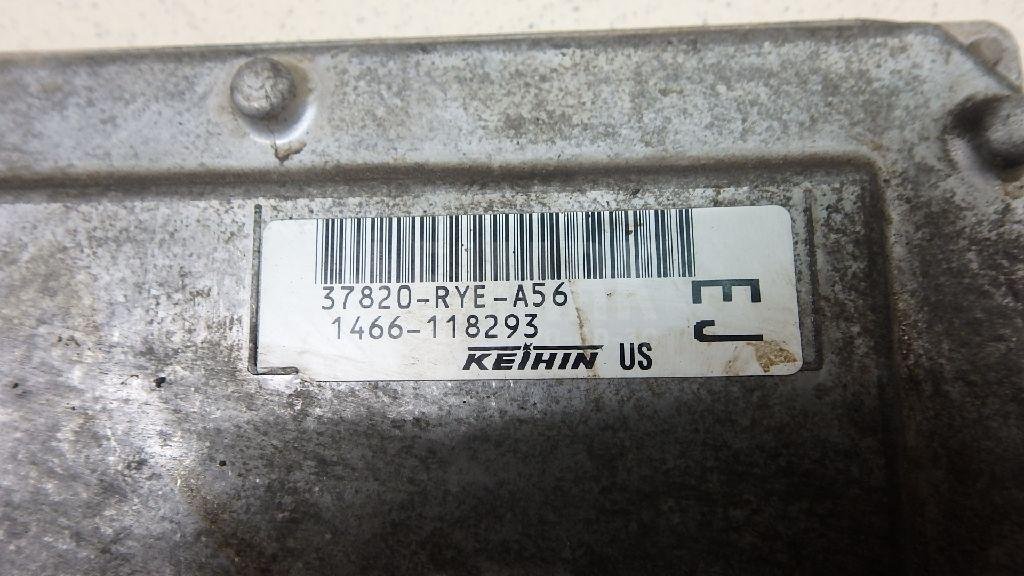 37820-RYE-A56
1466-118293
KEIHIN US
EJ